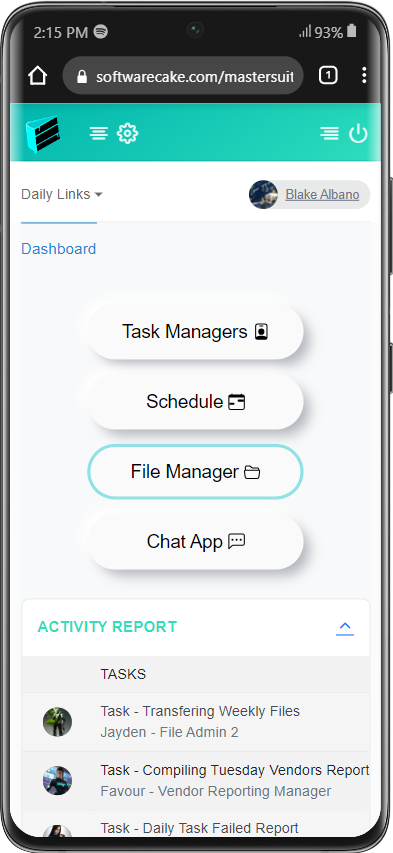 2:15 PM 93%
softwarecake.com/mastersuit
1
Daily Links
Blake Albano
Dashboard
Task Managers
Schedule
File Manager
Chat App
ACTIVITY REPORT
TASKS
Task - Transfering Weekly Files
Jayden - File Admin 2
Task - Compiling Tuesday Vendors Report
Favour - Vendor Reporting Manager
Task - Daily Task Failed Report